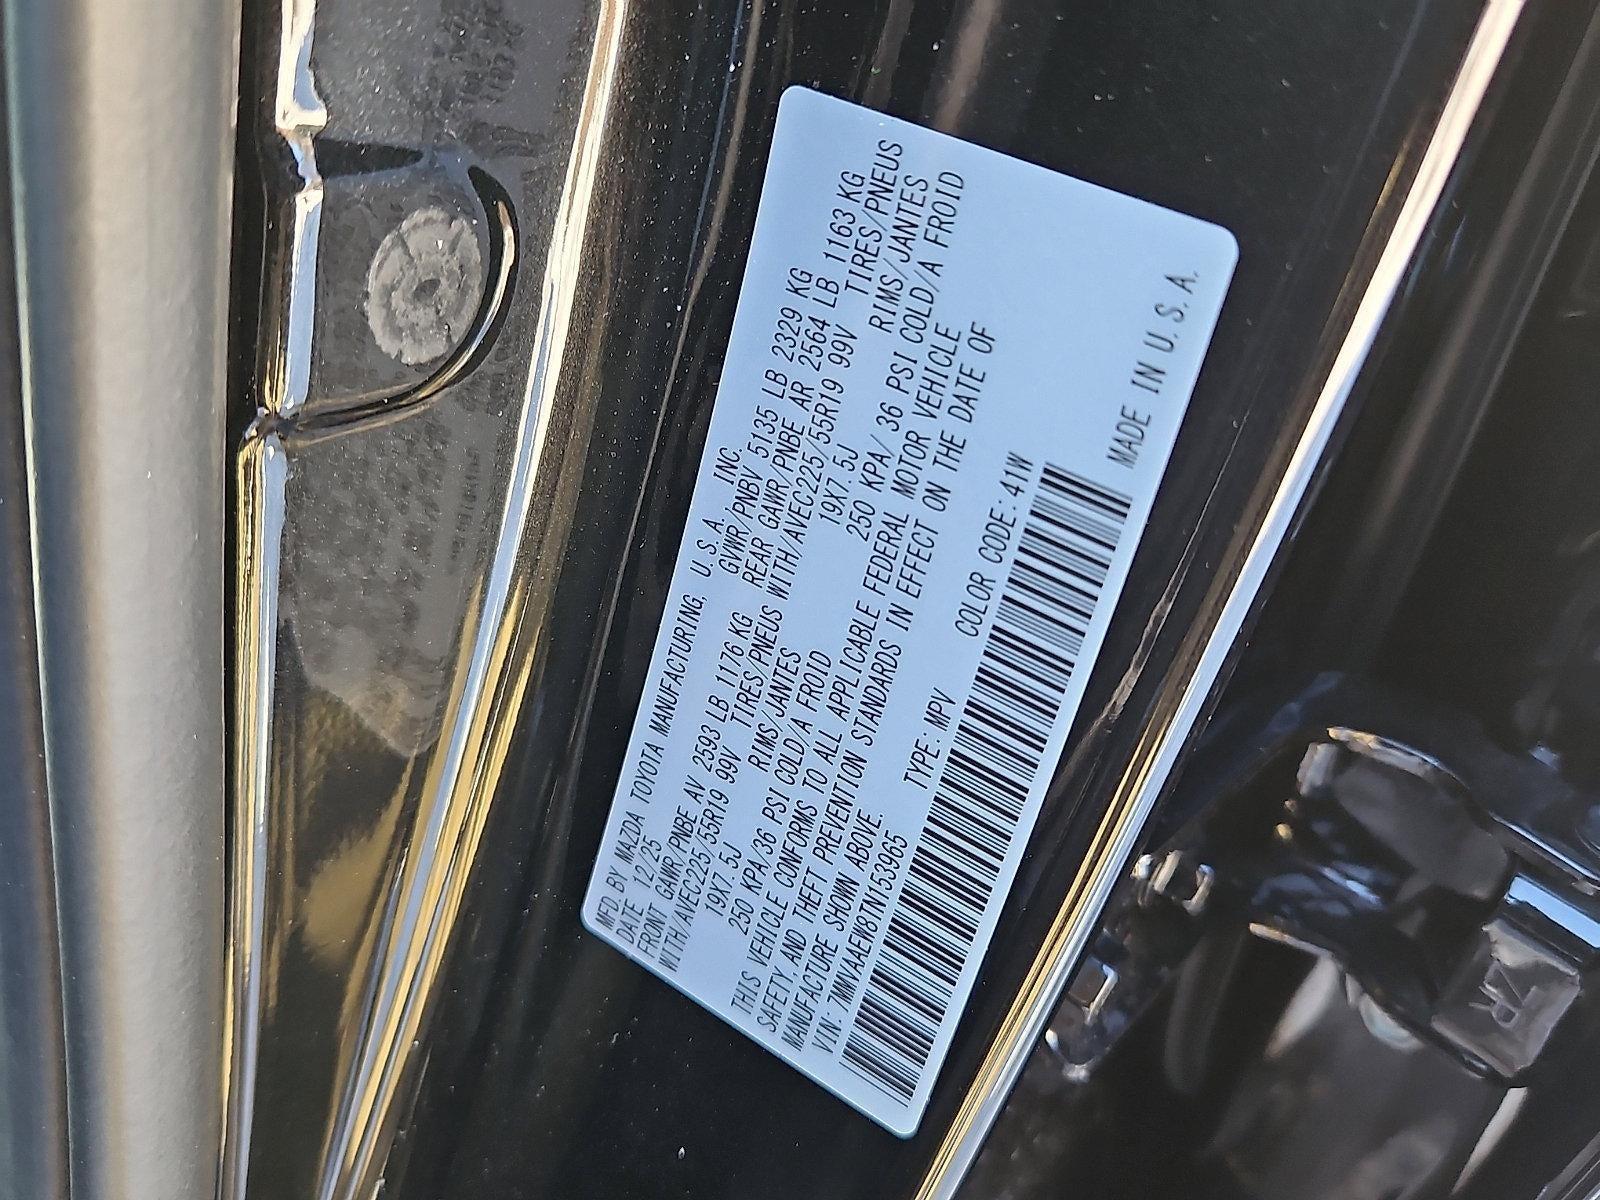 MFD. BY MAZDA TOYOTA MANUFACTURING, U. S. A. INC.
DATE 12/25 GVWR/PNBV 5135 LB 2329 KG
FRONT GAWR/PNBE AV 2593 LB 1176 KG REAR GAWR/PNBE AR 2564 LB 1163 KG
WITH/AVEC225/55R19 99V TIRES/PNEUS WITH/AVEC225/55R19 99V TIRES/PNEUS
19X7.5J RIMS/JANTES 19X7.5J RIMS/JANTES
250 KPA/36 PSI COLD/A FROID 250 KPA/ 36 PSI COLD/A FROID
THIS VEHICLE CONFORMS TO ALL APPLICABLE FEDERAL MOTOR VEHICLE
SAFETY, AND THEFT PREVENTION STANDARDS IN EFFECT ON THE DATE OF
MANUFACTURE SHOWN ABOVE.
VIN: 7MMVAAEW8TN153965 TYPE: MPV COLOR CODE: 41W
MADE IN U. S. A.